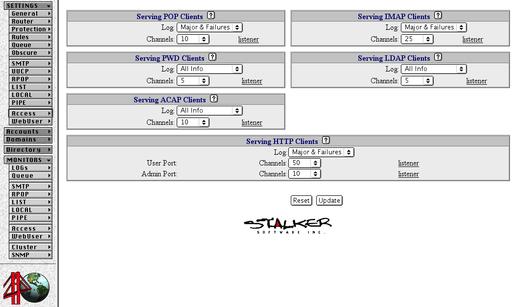 SETTINGS
General
Router
Protection
Rules
Queue
Obscure
SMTP
UUCP
RPOP
LIST
LOCAL
PIPE
Access
WebUser
Accounts
Domains
Directory
MONITORS
LOGs
Queue
SMTP
RPOP
LIST
LOCAL
PIPE
Access
WebUser
Cluster
SNMP
Serving POP Clients ?
Log: Major & Failures
Channels: 10 listener
Serving IMAP Clients ?
Log: Major & Failures
Channels: 25 listener
Serving PWD Clients ?
Log: All Info
Channels: 5 listener
Serving LDAP Clients ?
Log: All Info
Channels: 5 listener
Serving ACAP Clients ?
Log: All Info
Channels: 10 listener
Serving HTTP Clients ?
Log: Major & Failures
User Port: Channels: 50 listener
Admin Port: Channels: 10 listener
Reset Update
STALKER
SOFTWARE INC.